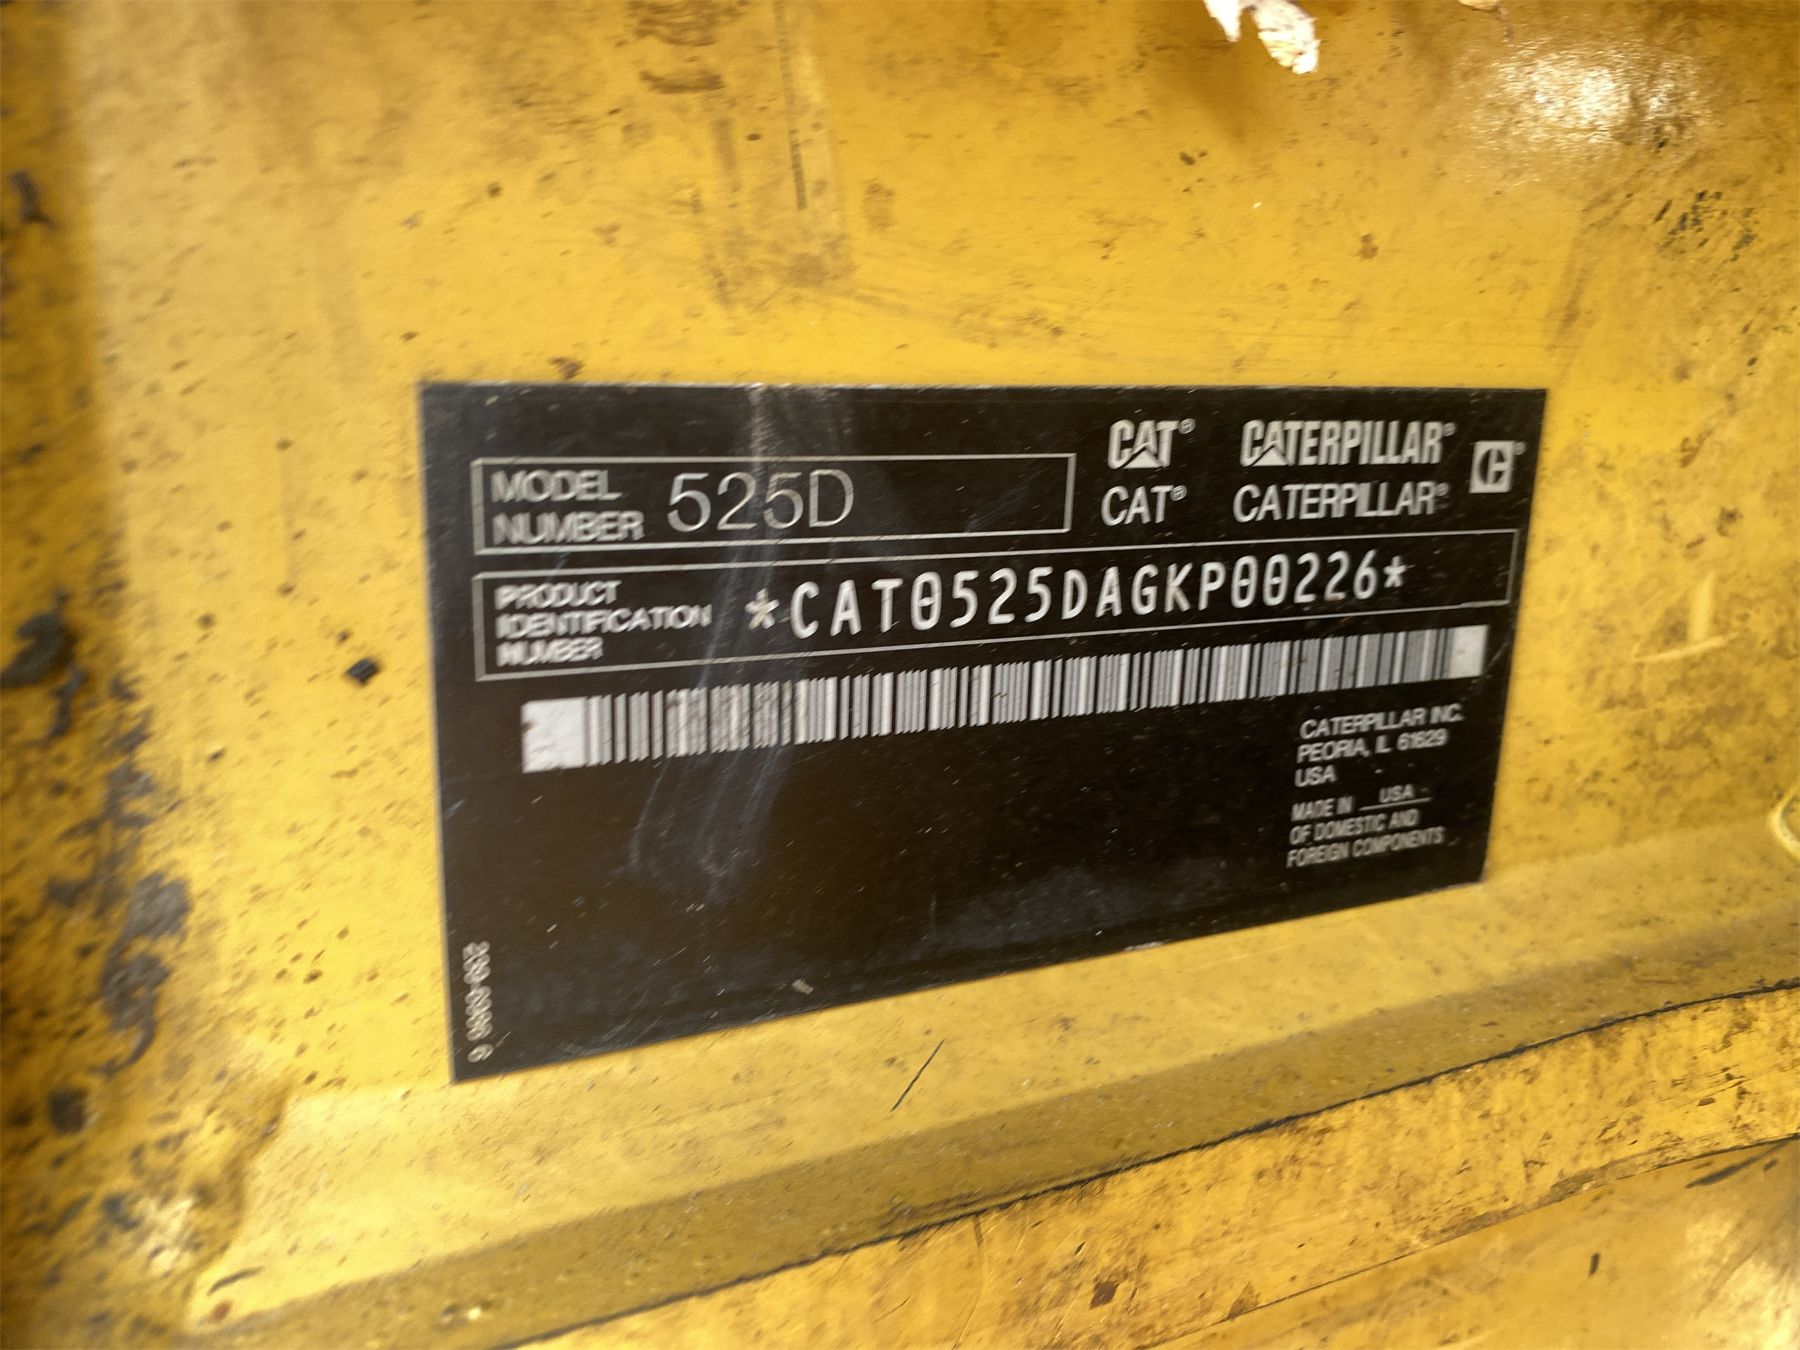 CAT® CATERPILLAR®
MODEL NUMBER 525D
CAT® CATERPILLAR®
PRODUCT IDENTIFICATION NUMBER *CAT0525DAGKP00226*
CATERPILLAR INC.
PEORIA, IL 61629
USA
MADE IN USA
OF DOMESTIC AND
FOREIGN COMPONENTS